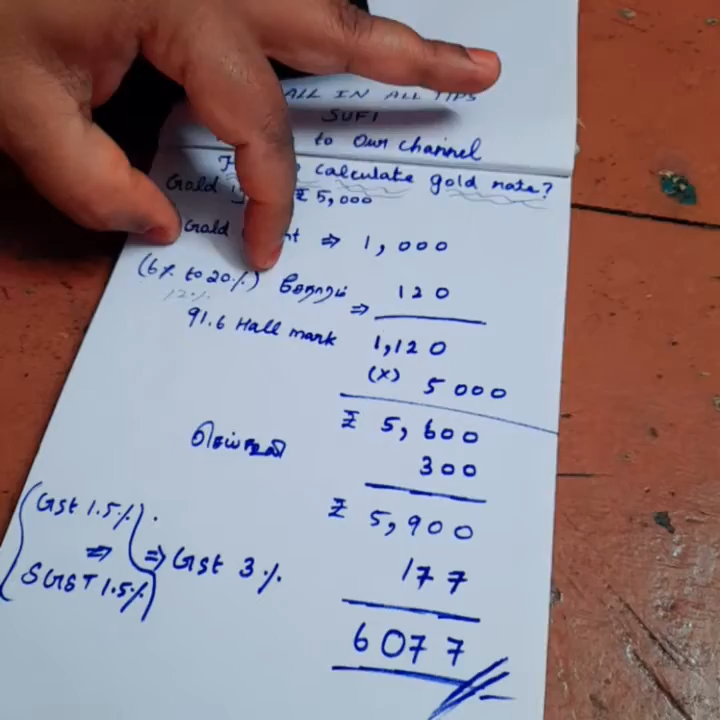 ALL IN ALL TIPS
SUFI
to Our channel
calculate gold rate?
Gold ₹ 5,000
Gold ⇒ 1,000
(6% to 20%) சேதாரம் ⇒ 120
12%
91.6 Hall mark 1,120
(×) 5000
₹ 5,600
செய்கூலி 300
₹ 5,900
Gst 1.5%
⇒ ⇒ Gst 3% 177
SGST 1.5%
6077